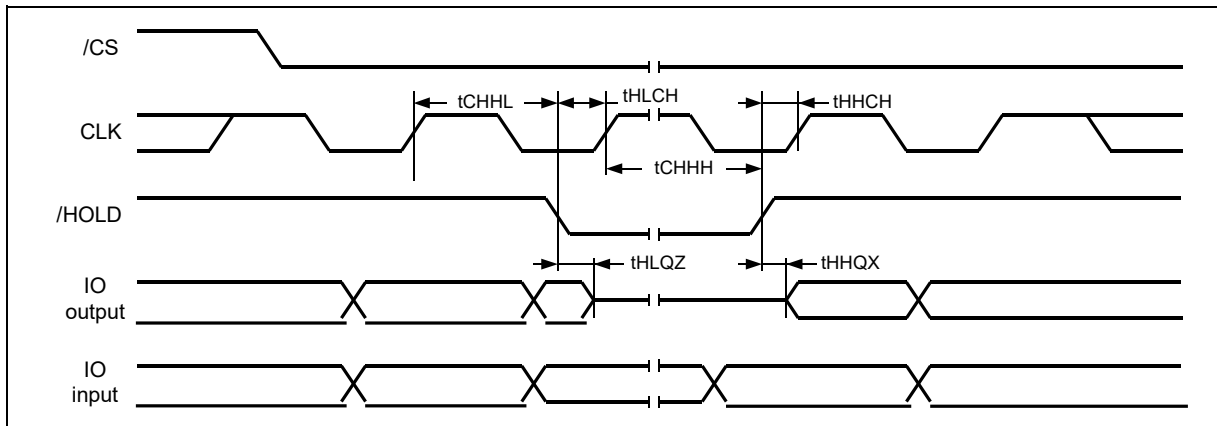 /CS
tCHHL
tHLCH
tHHCH
CLK
tCHHH
/HOLD
tHLQZ
tHHQX
IO
output
IO
input